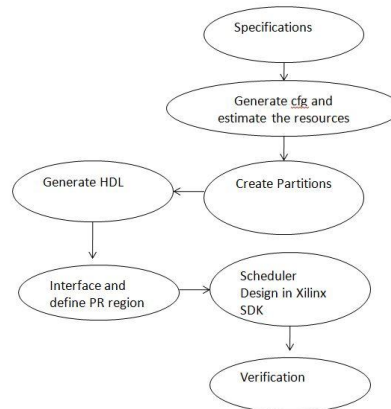 Specifications
Generate cfg and
estimate the resources
Create Partitions
Generate HDL
Interface and
define PR region
Scheduler
Design in Xilinx
SDK
Verification